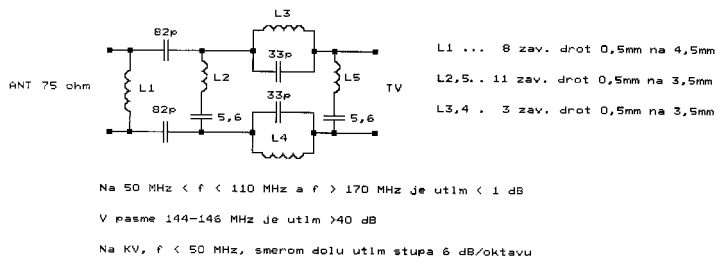 L3
82p
33p
L1 ... 8 zav. drot 0,5mm na 4,5mm
L2
L5
ANT 75 ohm
L1
TV
L2,5.. 11 zav. drot 0,5mm na 3,5mm
33p
82p
5,6
5,6
L3,4 . 3 zav. drot 0,5mm na 3,5mm
L4
Na 50 MHz < f < 110 MHz a f > 170 MHz je utlm < 1 dB
V pasme 144-146 MHz je utlm >40 dB
Na KV, f < 50 MHz, smerom dolu utlm stupa 6 dB/oktavu